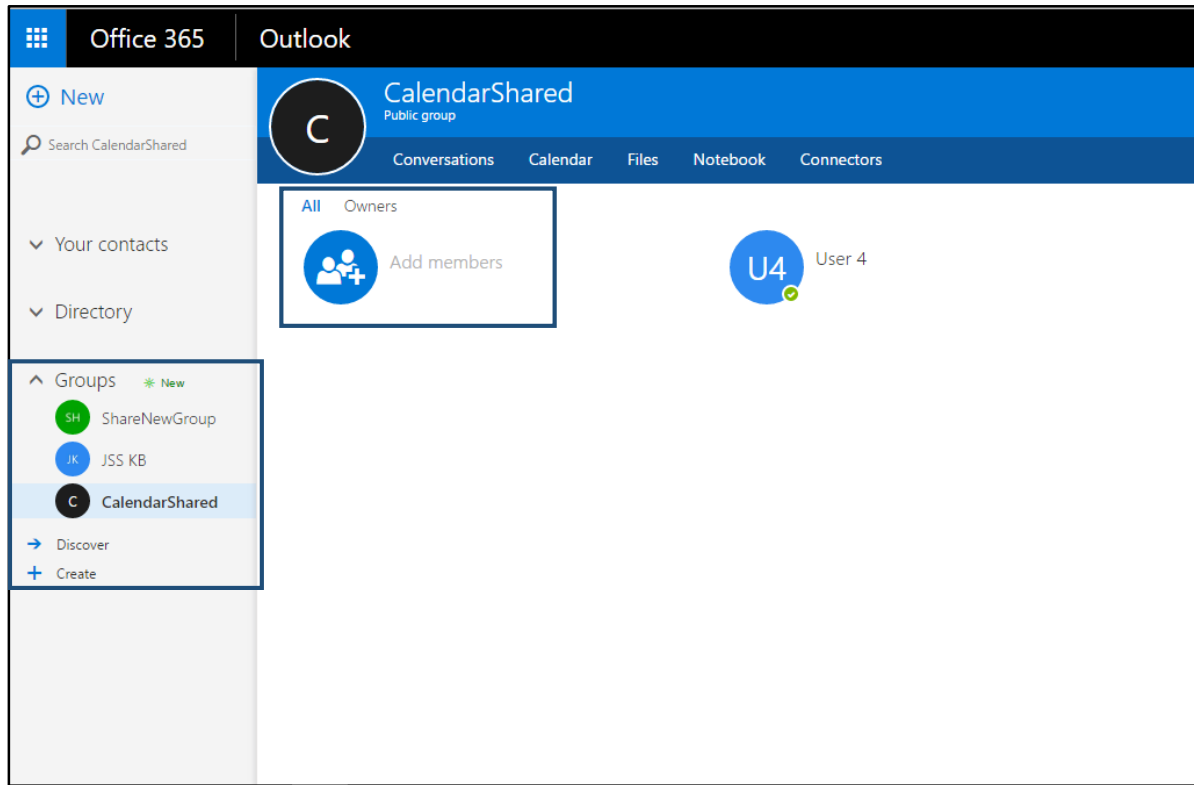 Office 365 Outlook
New
Search CalendarShared
Your contacts
Directory
Groups New
SH ShareNewGroup
JK JSS KB
C CalendarShared
Discover
Create
C
CalendarShared
Public group
Conversations Calendar Files Notebook Connectors
All Owners
Add members
U4 User 4